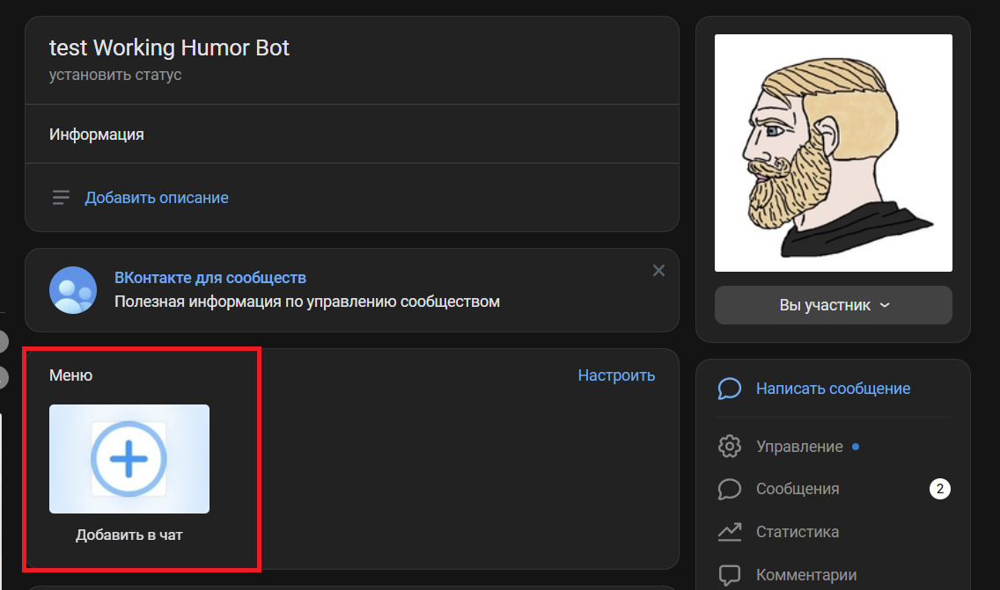 test Working Humor Bot
установить статус
Информация
Добавить описание
ВКонтакте для сообществ
Полезная информация по управлению сообществом
Меню
Настроить
Добавить в чат
Вы участник
Написать сообщение
Управление
Сообщения 2
Статистика
Комментарии